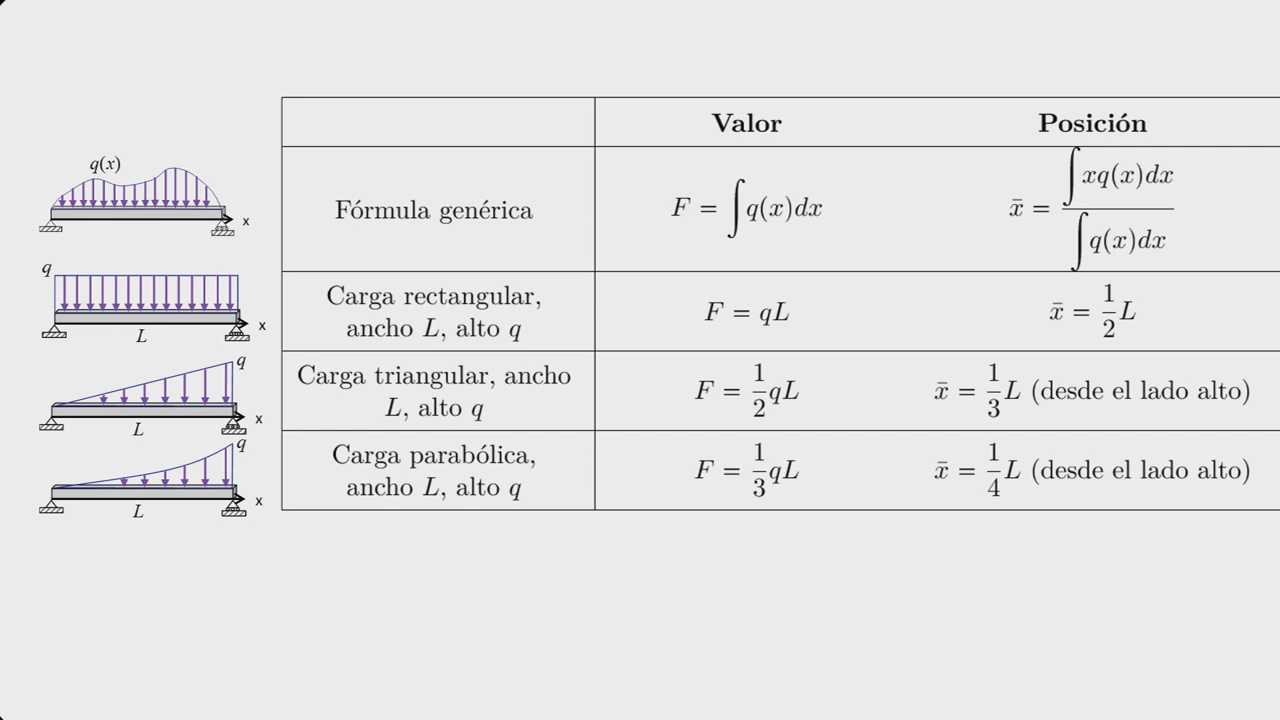 Valor Posición
q(x)
x
Fórmula genérica
F = ∫ q(x)dx
x̄ = ∫ xq(x)dx / ∫ q(x)dx
q
L
x
Carga rectangular,
ancho L, alto q
F = qL
x̄ = 1/2 L
q
L
x
Carga triangular, ancho
L, alto q
F = 1/2 qL
x̄ = 1/3 L (desde el lado alto)
q
L
x
Carga parabólica,
ancho L, alto q
F = 1/3 qL
x̄ = 1/4 L (desde el lado alto)